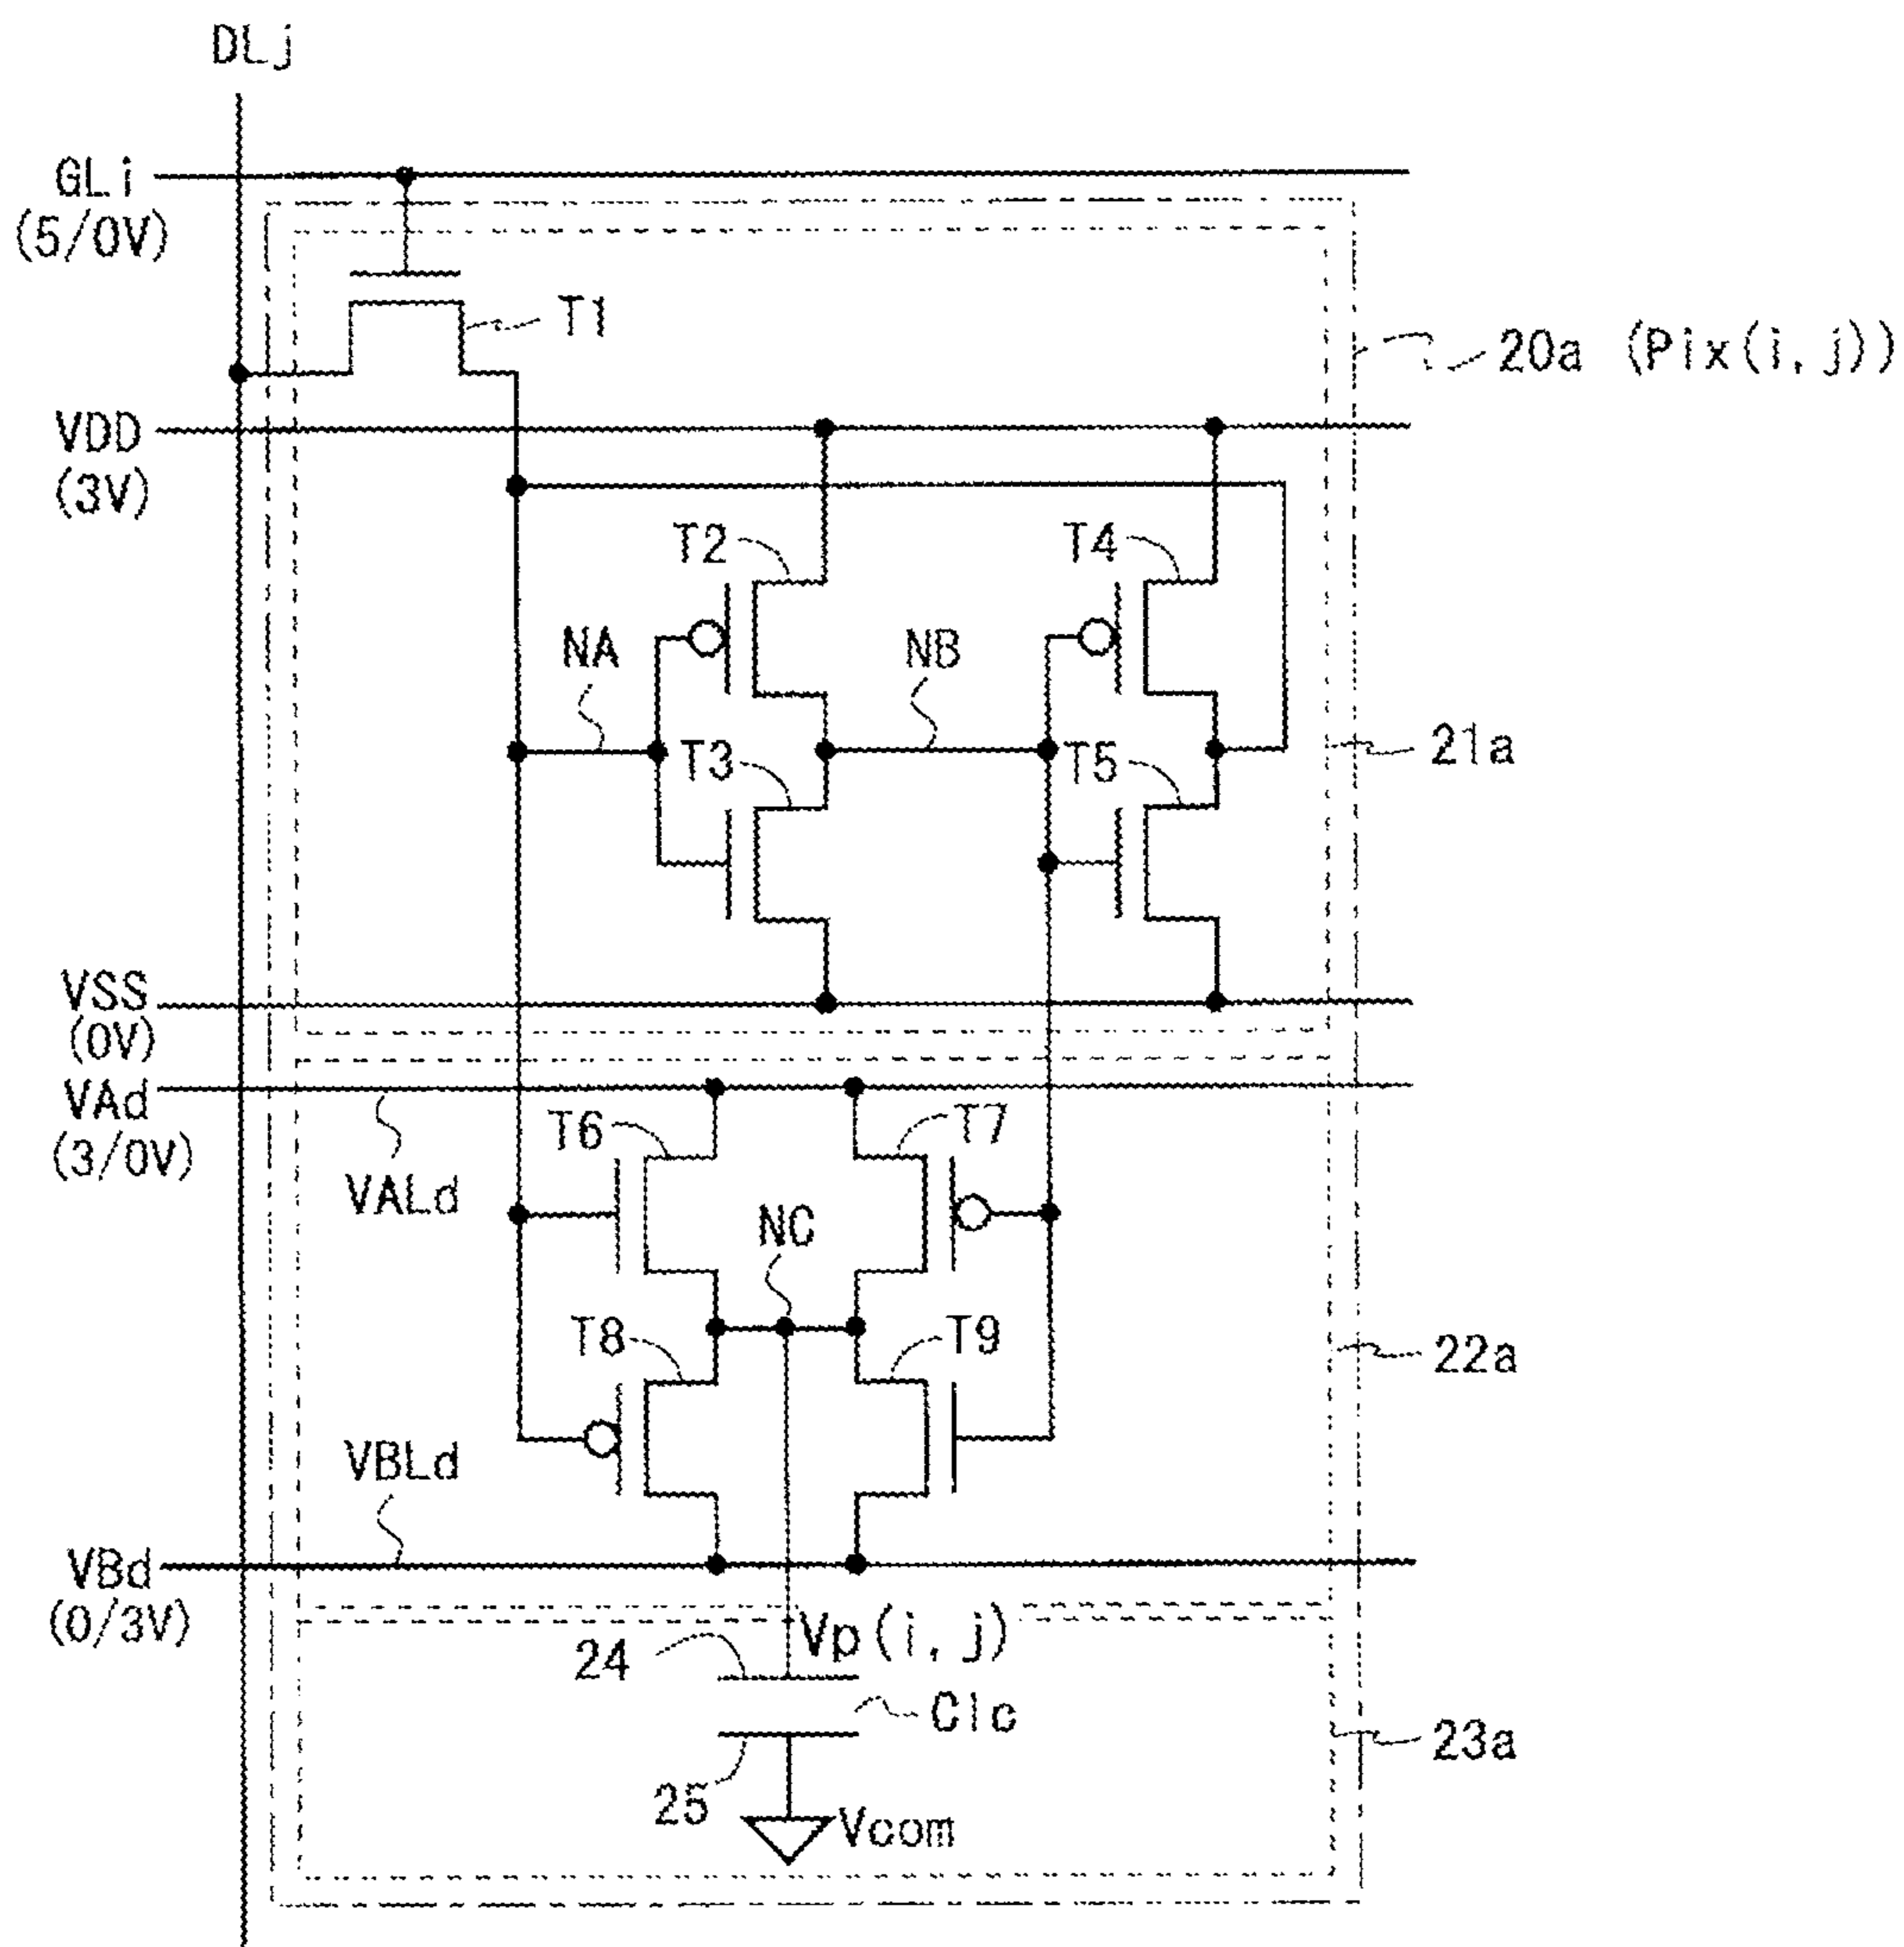 DLj
GLi
(5/0V)
T1
20a (Pix(i, j))
VDD
(3V)
T2
T4
NA
NB
T3
T5
21a
VSS
(0V)
VAd
(3/0V)
T6
T7
VALd
NC
T8
T9
22a
VBLd
VBd
(0/3V)
Vp(i, j)
24
Clc
23a
25
Vcom